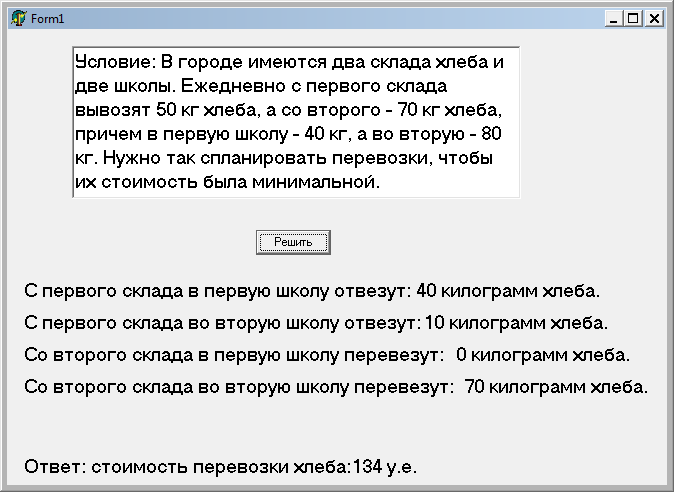 Form1
Условие: В городе имеются два склада хлеба и
две школы. Ежедневно с первого склада
вывозят 50 кг хлеба, а со второго - 70 кг хлеба,
причем в первую школу - 40 кг, а во вторую - 80
кг. Нужно так спланировать перевозки, чтобы
их стоимость была минимальной.
Решить
С первого склада в первую школу отвезут: 40 килограмм хлеба.
С первого склада во вторую школу отвезут: 10 килограмм хлеба.
Со второго склада в первую школу перевезут: 0 килограмм хлеба.
Со второго склада во вторую школу перевезут: 70 килограмм хлеба.
Ответ: стоимость перевозки хлеба:134 у.е.